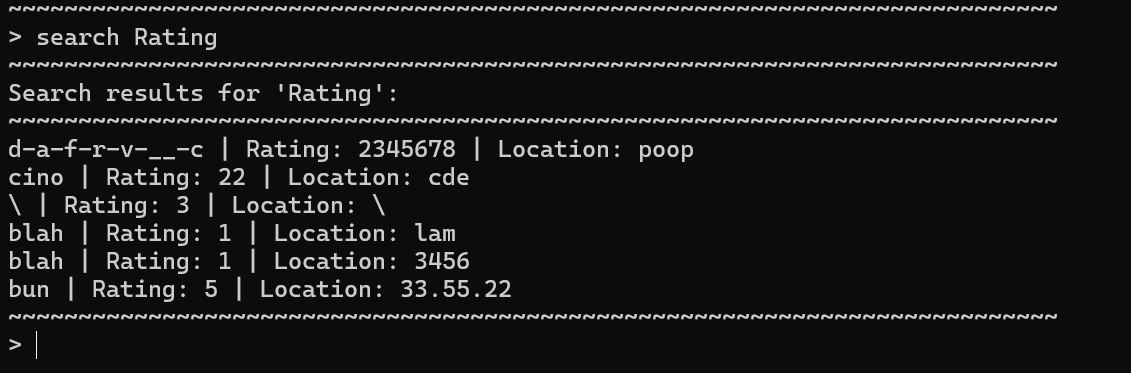 ~~~~~~~~~~~~~~~~~~~~~~~~~~~~~~~~~~~~~~~~~~~~~~~~~~~~~~~~~~~~~~~~~~~~~~~~~~~
> search Rating
~~~~~~~~~~~~~~~~~~~~~~~~~~~~~~~~~~~~~~~~~~~~~~~~~~~~~~~~~~~~~~~~~~~~~~~~~~~
Search results for 'Rating':
~~~~~~~~~~~~~~~~~~~~~~~~~~~~~~~~~~~~~~~~~~~~~~~~~~~~~~~~~~~~~~~~~~~~~~~~~~~
d-a-f-r-v-__-c | Rating: 2345678 | Location: poop
cino | Rating: 22 | Location: cde
\ | Rating: 3 | Location: \
blah | Rating: 1 | Location: lam
blah | Rating: 1 | Location: 3456
bun | Rating: 5 | Location: 33.55.22
~~~~~~~~~~~~~~~~~~~~~~~~~~~~~~~~~~~~~~~~~~~~~~~~~~~~~~~~~~~~~~~~~~~~~~~~~~~
>